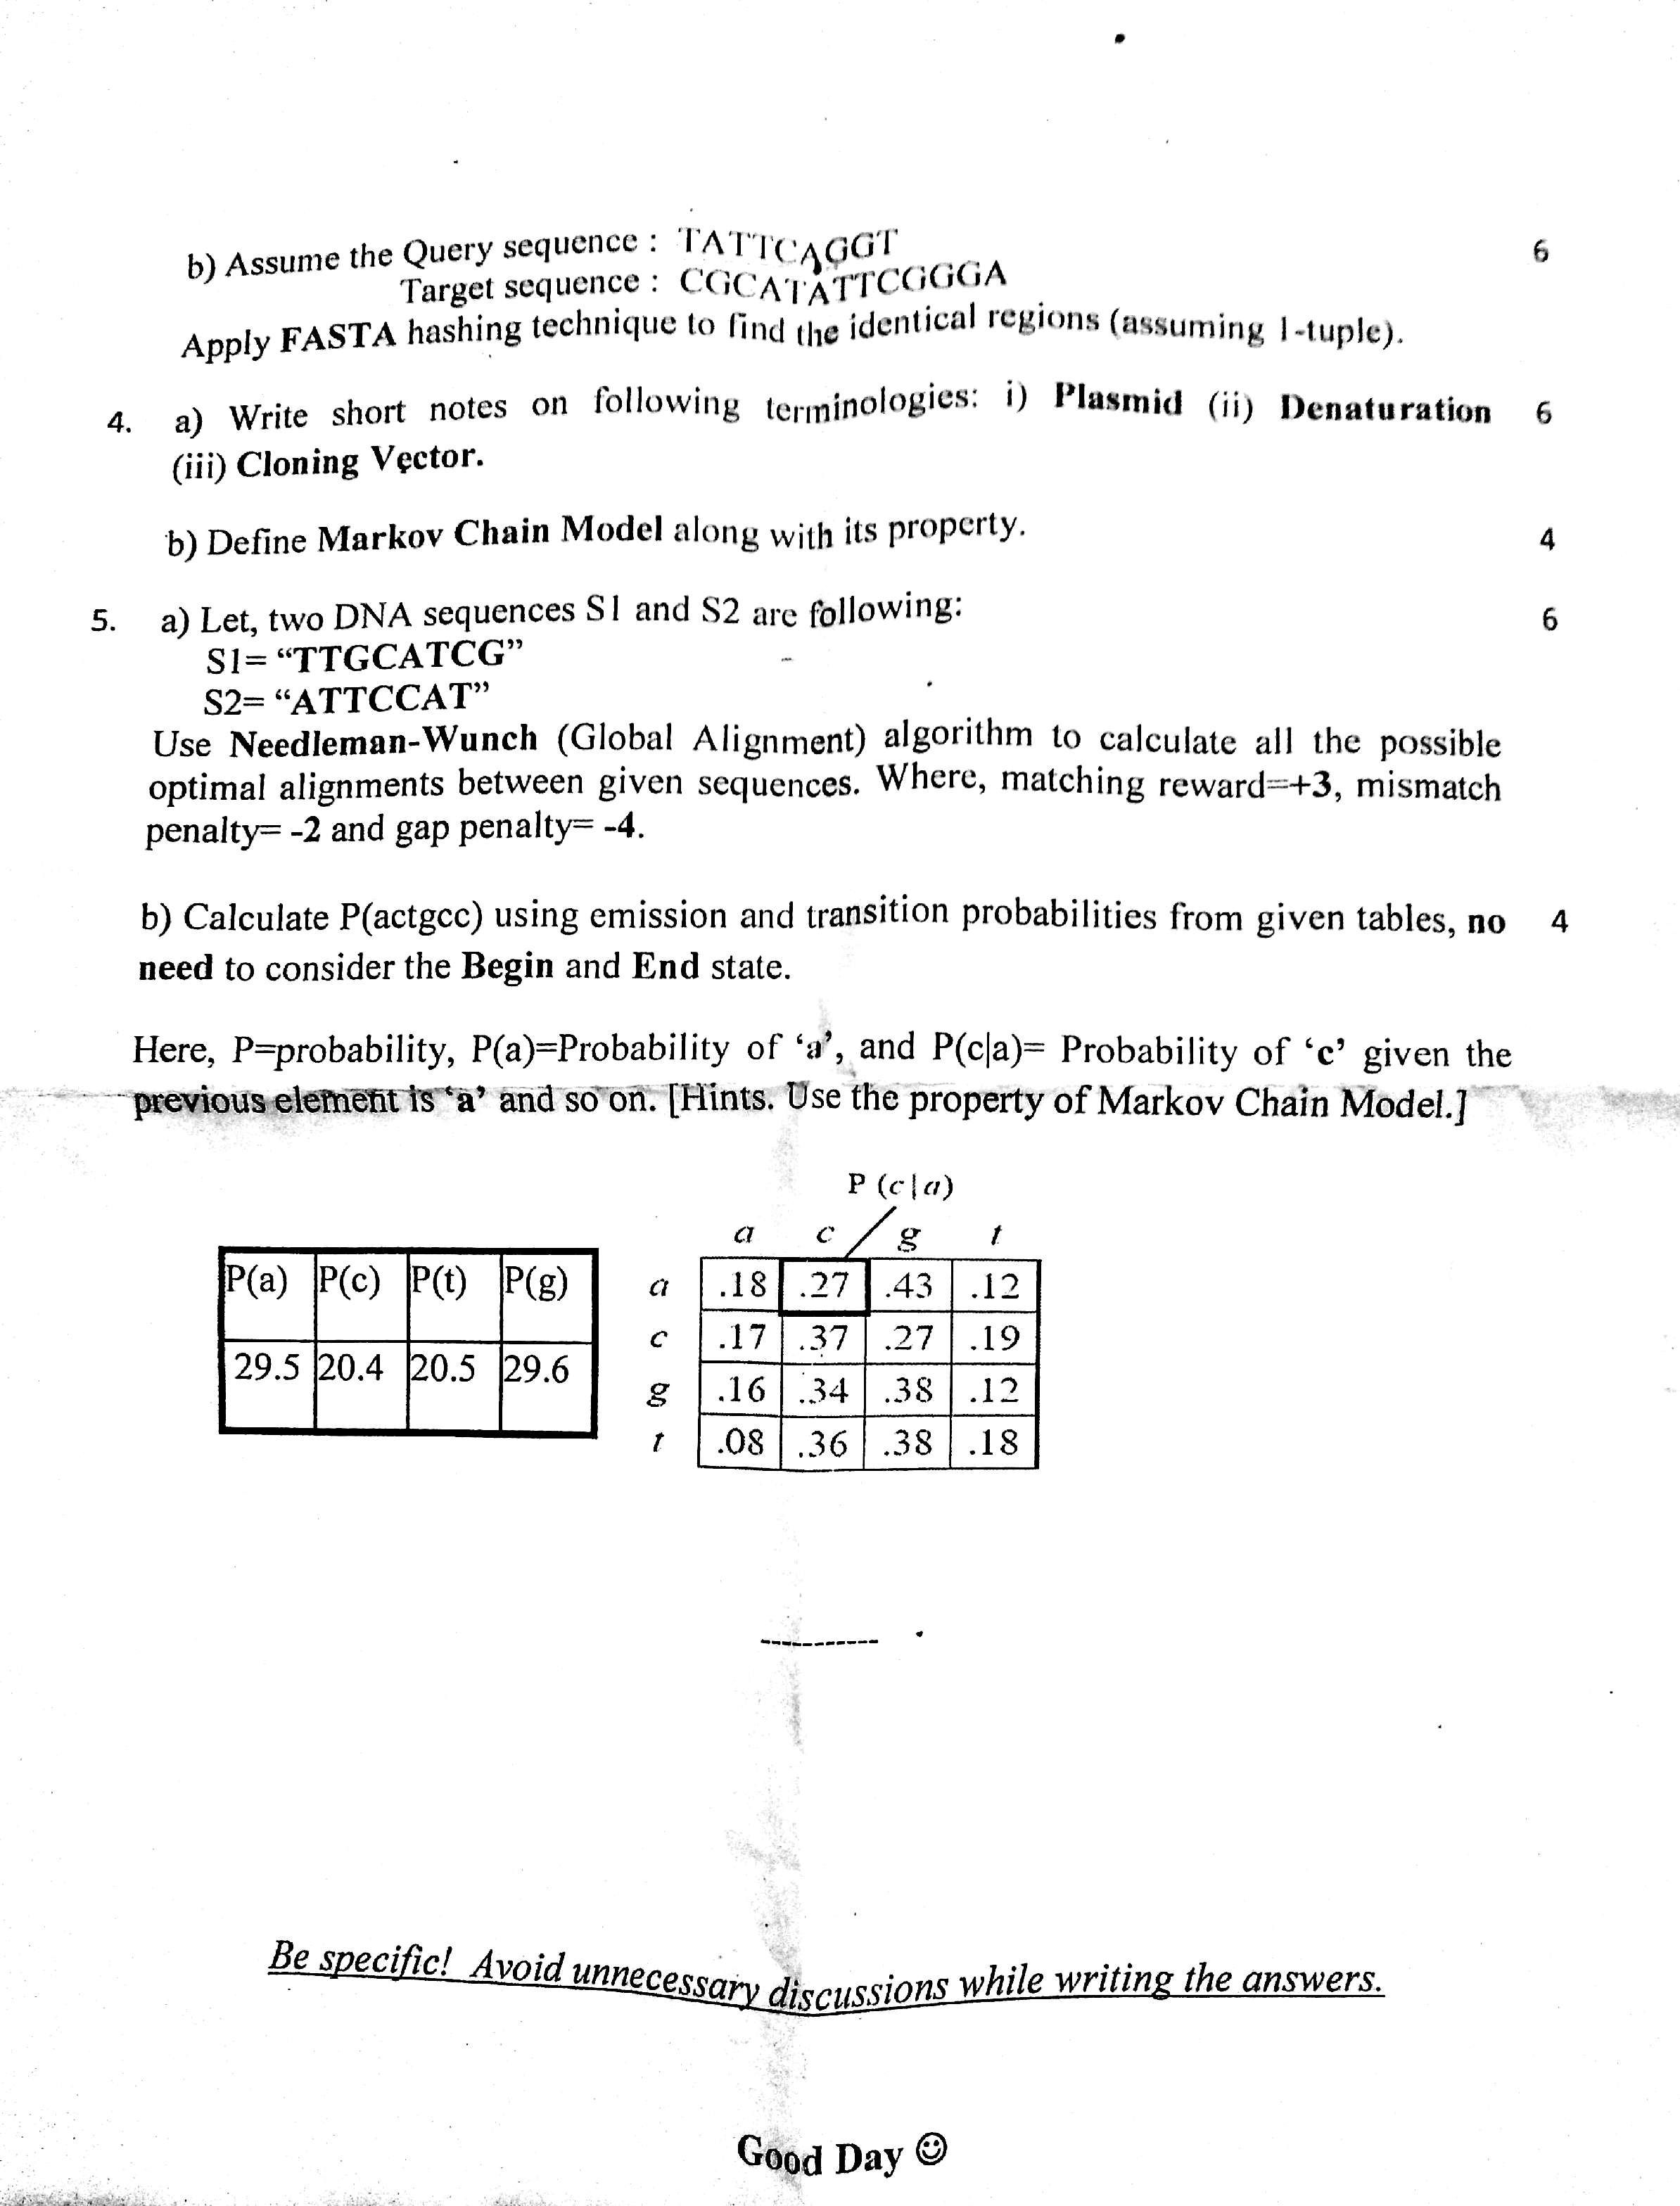 b) Assume the Query sequence : TATTCAGGT 6
Target sequence : CGCATATTCGGGA
Apply FASTA hashing technique to find the identical regions (assuming 1-tuple).
4. a) Write short notes on following terminologies: i) Plasmid (ii) Denaturation 6
(iii) Cloning Vector.
b) Define Markov Chain Model along with its property. 4
5. a) Let, two DNA sequences S1 and S2 are following: 6
S1= “TTGCATCG”
S2= “ATTCCAT”
Use Needleman-Wunch (Global Alignment) algorithm to calculate all the possible
optimal alignments between given sequences. Where, matching reward=+3, mismatch
penalty= -2 and gap penalty= -4.
b) Calculate P(actgcc) using emission and transition probabilities from given tables, no 4
need to consider the Begin and End state.
Here, P=probability, P(a)=Probability of ‘a’, and P(c|a)= Probability of ‘c’ given the
previous element is ‘a’ and so on. [Hints. Use the property of Markov Chain Model.]
P(a) P(c) P(t) P(g)
29.5 20.4 20.5 29.6
P (c | a)
a c g t
a .18 .27 .43 .12
c .17 .37 .27 .19
g .16 .34 .38 .12
t .08 .36 .38 .18
------------
Be specific! Avoid unnecessary discussions while writing the answers.
Good Day ☺